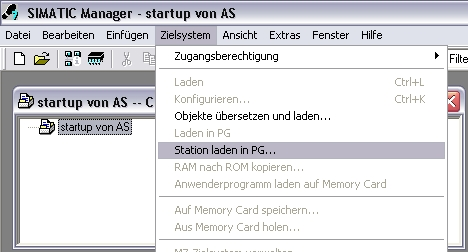 SIMATIC Manager - startup von AS
Datei Bearbeiten Einfügen Zielsystem Ansicht Extras Fenster Hilfe
Zugangsberechtigung
Filte
Laden Ctrl+L
startup von AS -- C
Konfigurieren... Ctrl+K
Objekte übersetzen und laden...
startup von AS
Laden in PG
Station laden in PG...
RAM nach ROM kopieren...
Anwenderprogramm laden auf Memory Card
Auf Memory Card speichern...
Aus Memory Card holen...